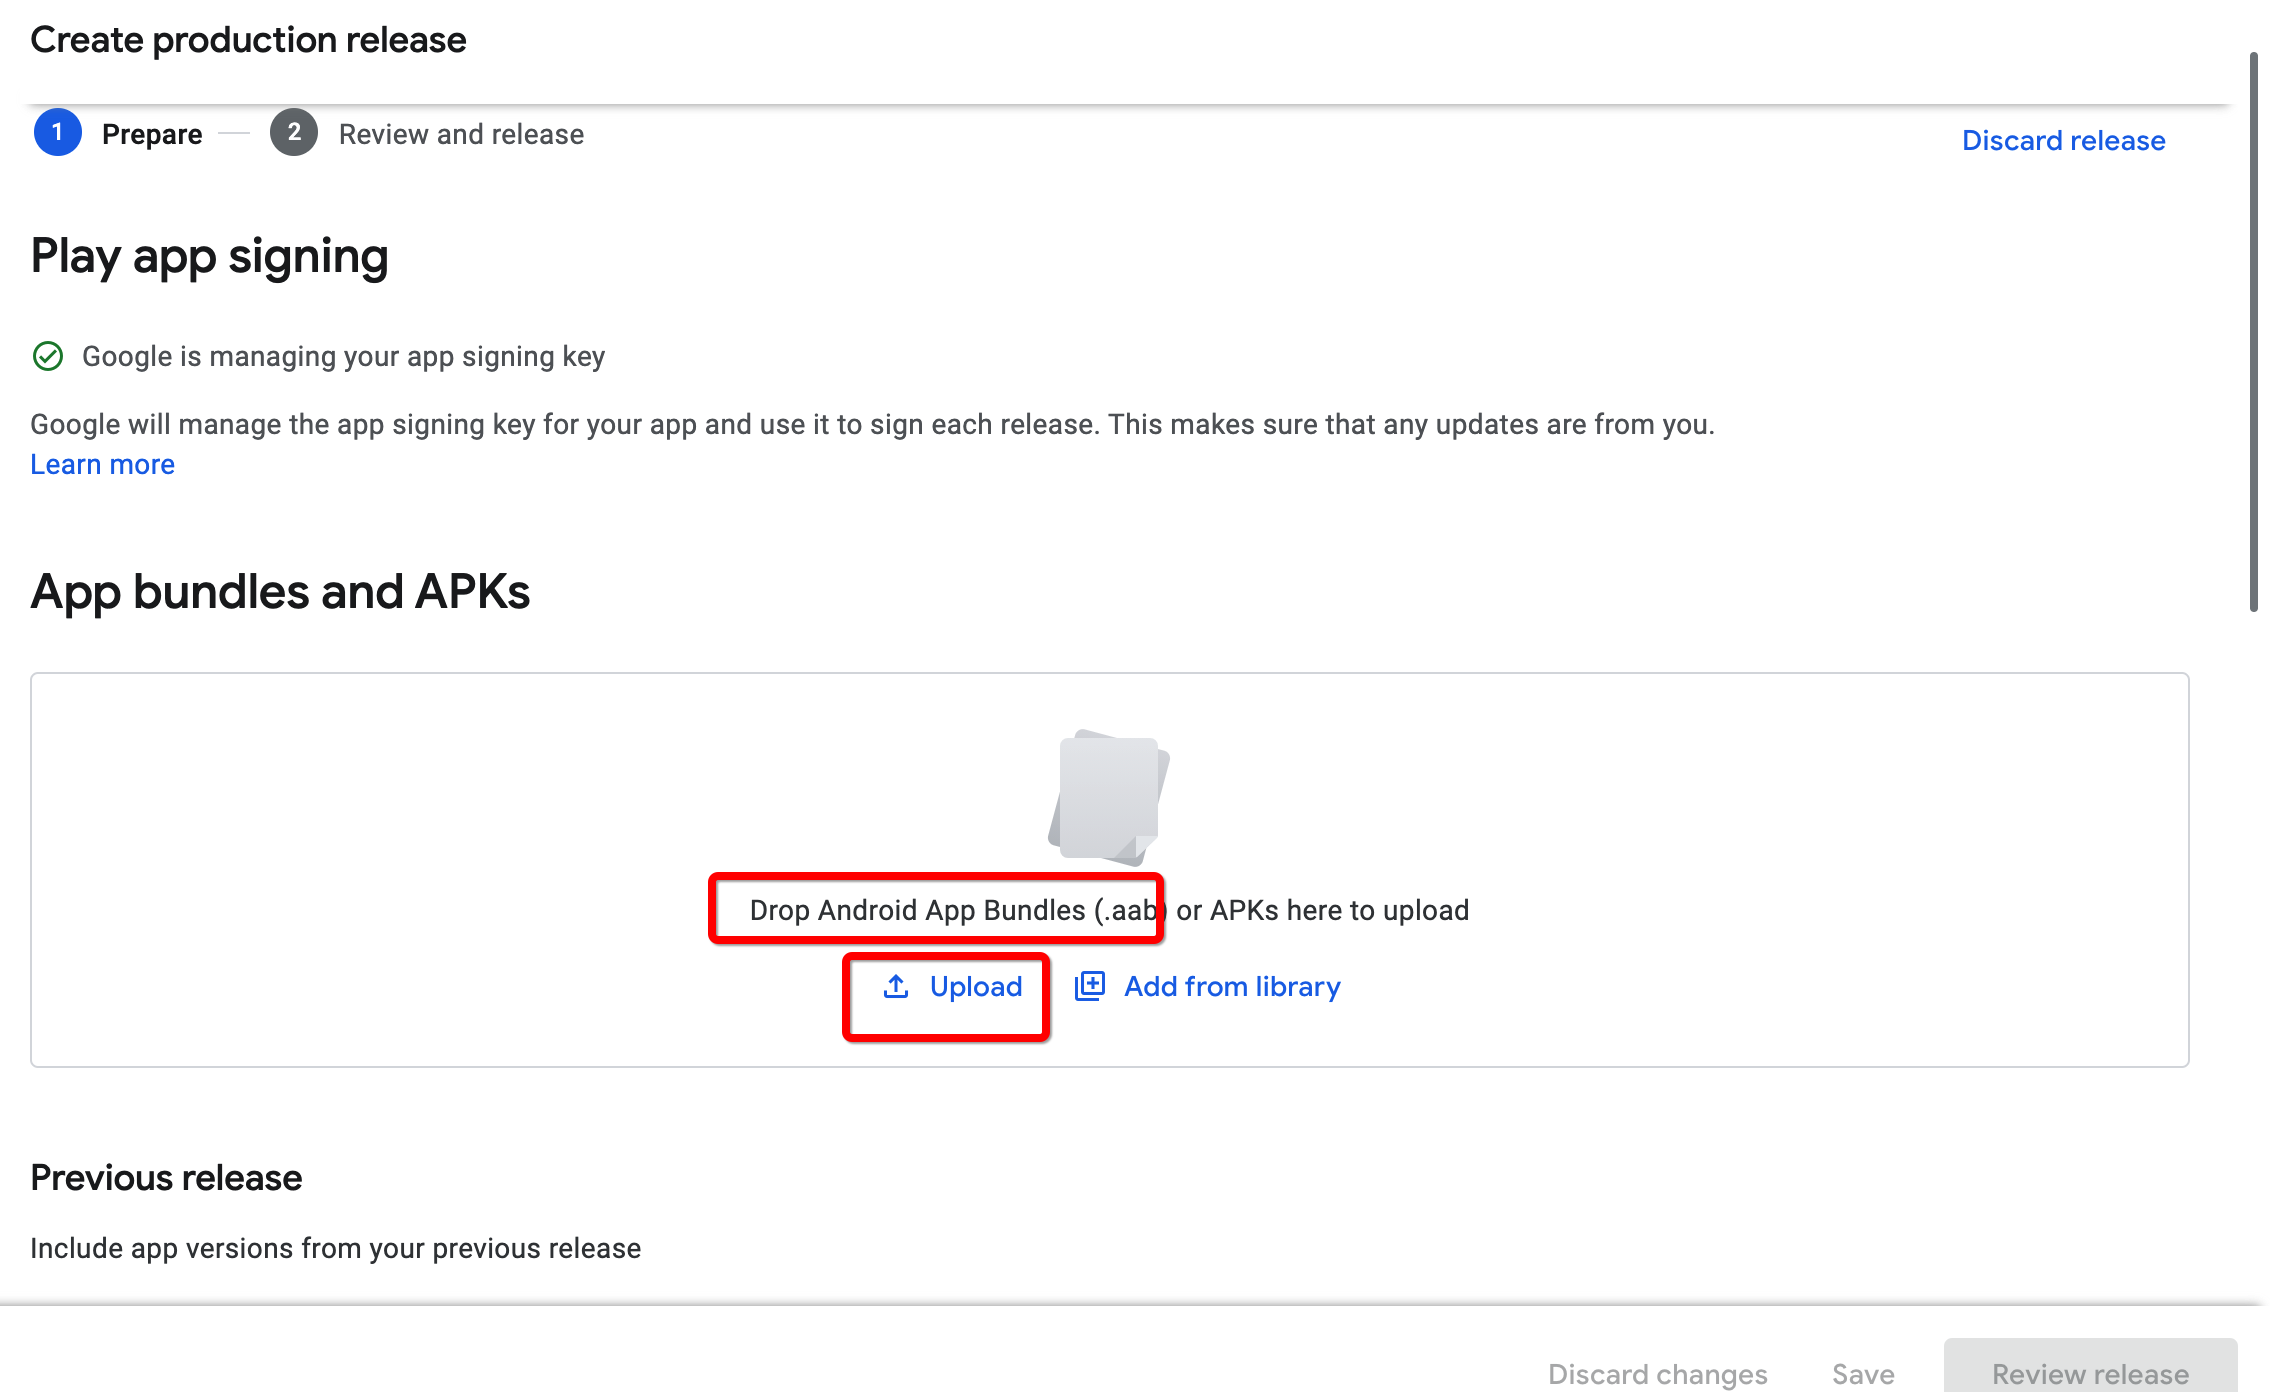 Create production release
1 Prepare 2 Review and release
Discard release
Play app signing
Google is managing your app signing key
Google will manage the app signing key for your app and use it to sign each release. This makes sure that any updates are from you.
Learn more
App bundles and APKs
Drop Android App Bundles (.aab) or APKs here to upload
Upload Add from library
Previous release
Include app versions from your previous release
Discard changes Save Review release